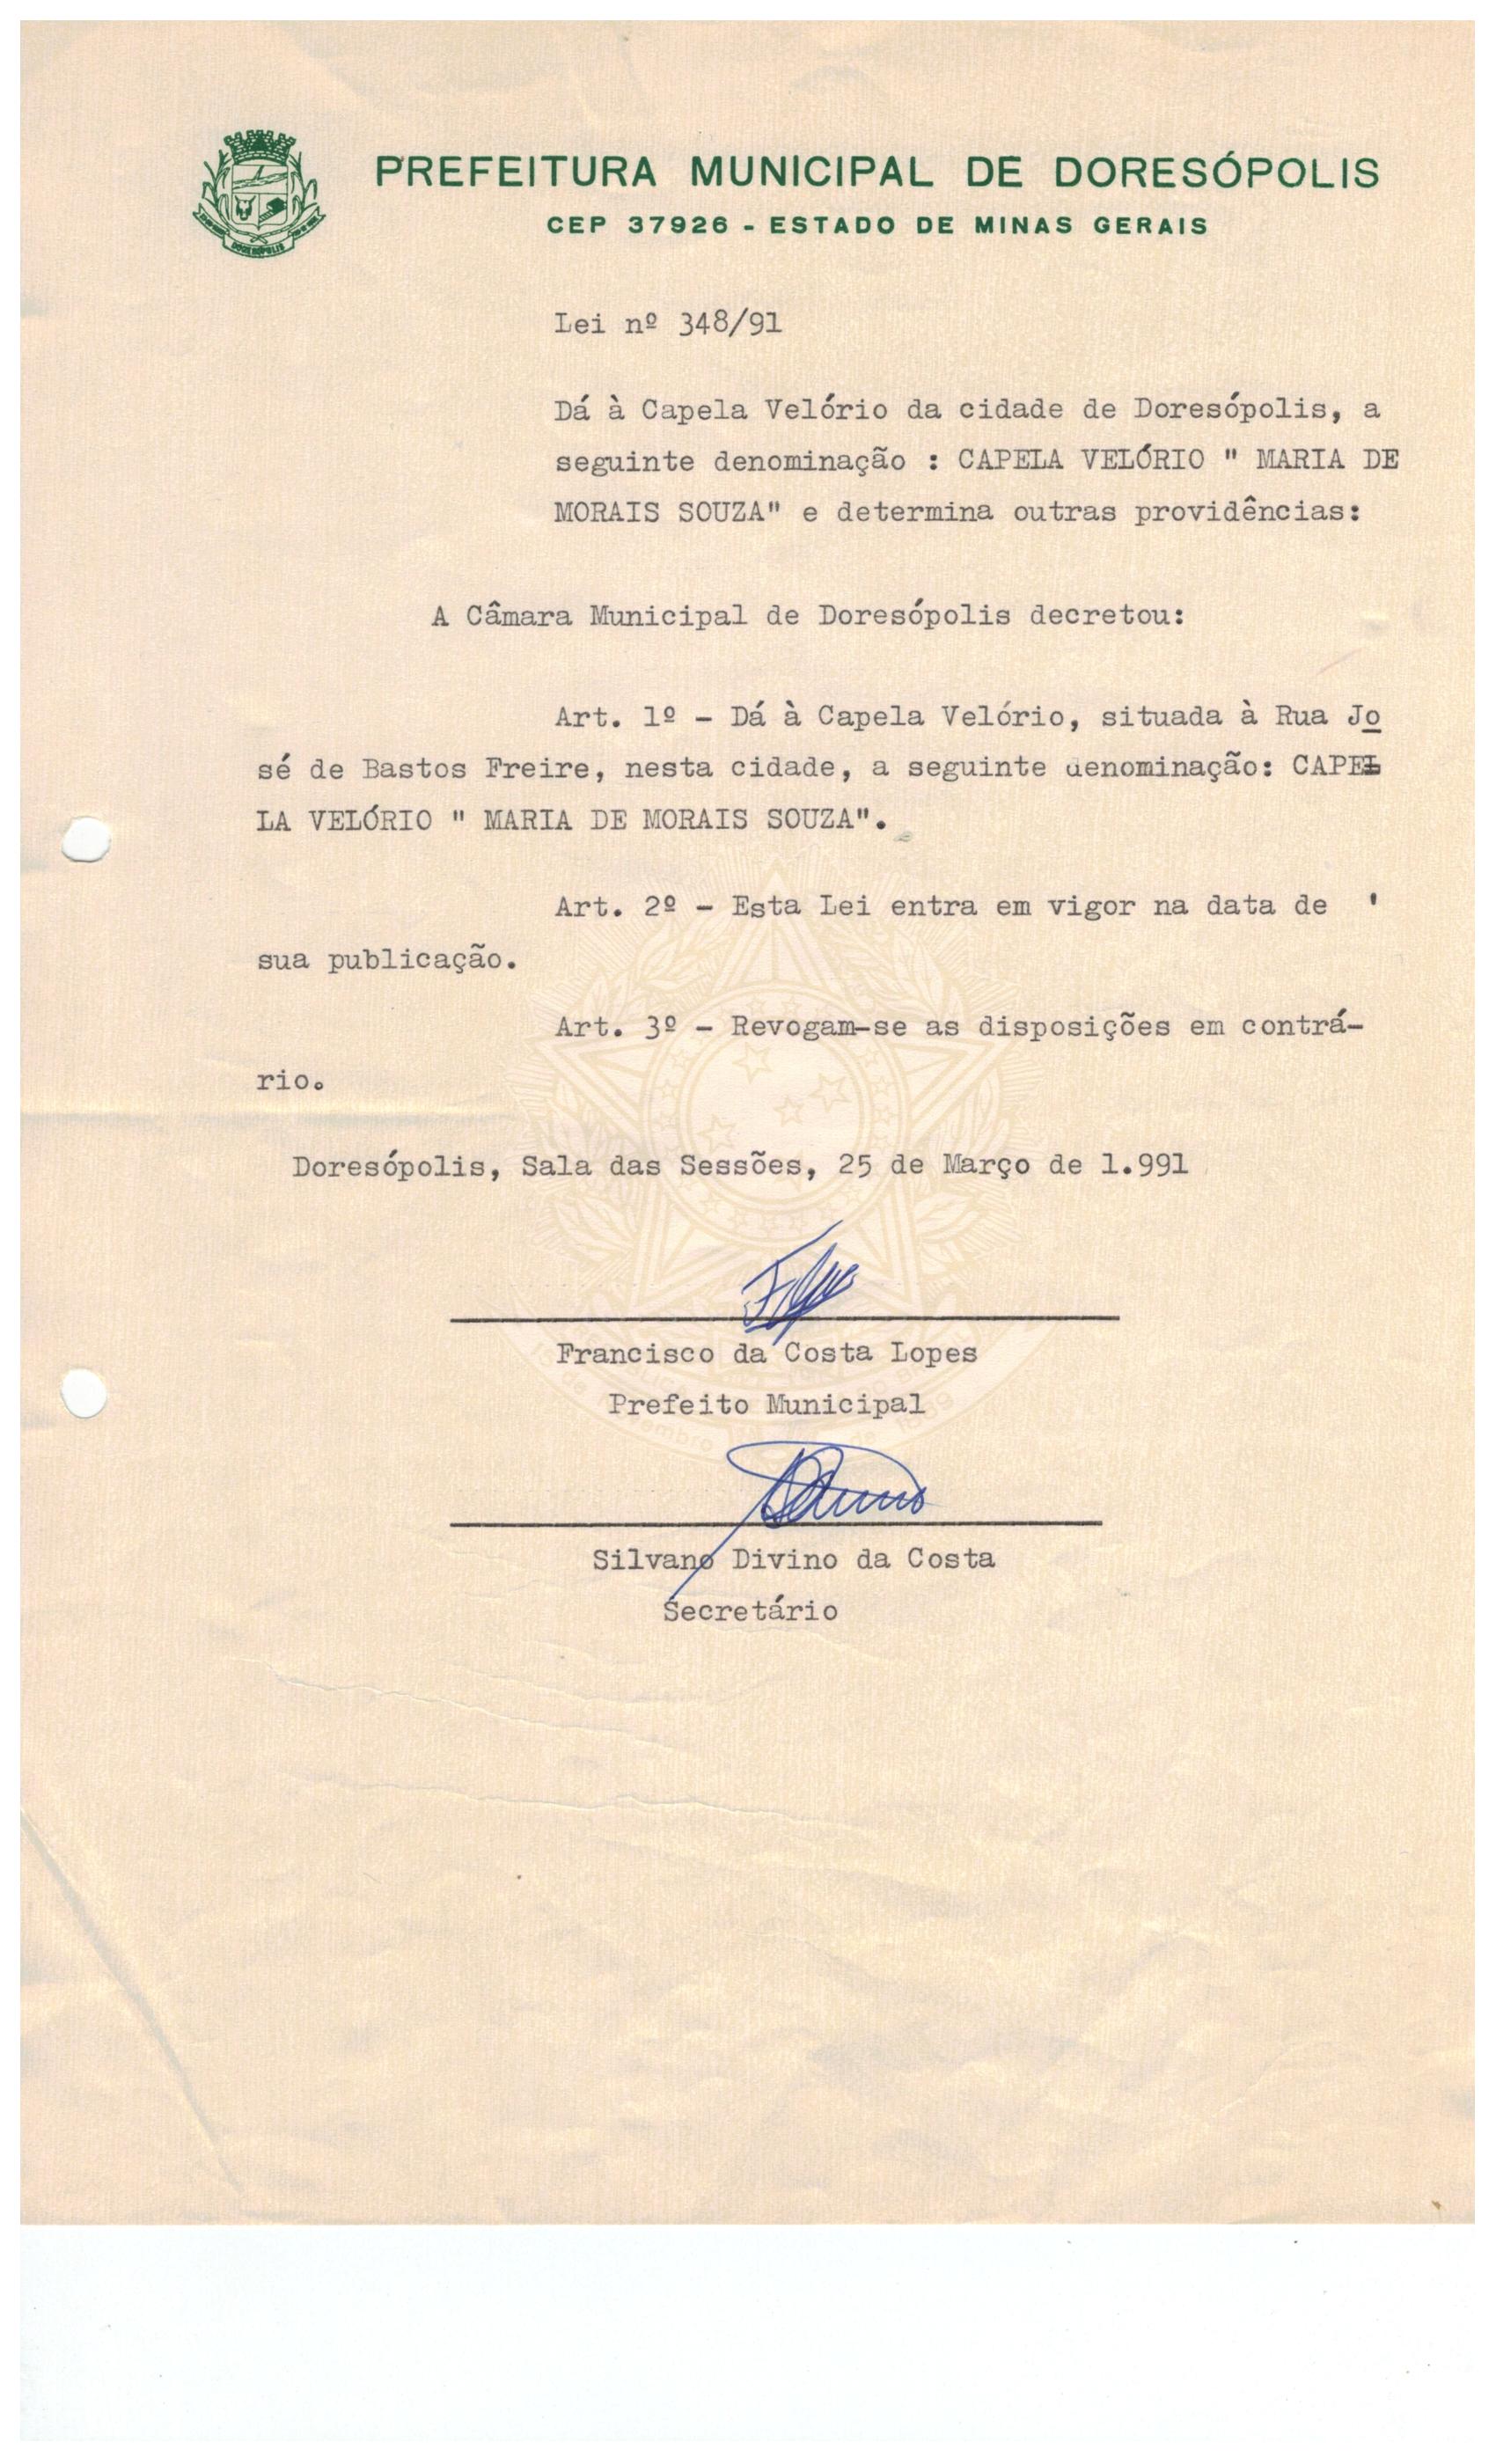 PREFEITURA MUNICIPAL DE DORESÓPOLIS
CEP 37926 - ESTADO DE MINAS GERAIS
DORESÓPOLIS
Lei nº 348/91
Dá à Capela Velório da cidade de Doresópolis, a
seguinte denominação : CAPELA VELÓRIO " MARIA DE
MORAIS SOUZA" e determina outras providências:
A Câmara Municipal de Doresópolis decretou:
Art. 1º - Dá à Capela Velório, situada à Rua Jo
sé de Bastos Freire, nesta cidade, a seguinte denominação: CAPE
LA VELÓRIO " MARIA DE MORAIS SOUZA".
Art. 2º - Esta Lei entra em vigor na data de '
sua publicação.
Art. 3º - Revogam-se as disposições em contrá-
rio.
Doresópolis, Sala das Sessões, 25 de Março de 1.991
Francisco da Costa Lopes
Prefeito Municipal
Silvano Divino da Costa
Secretário